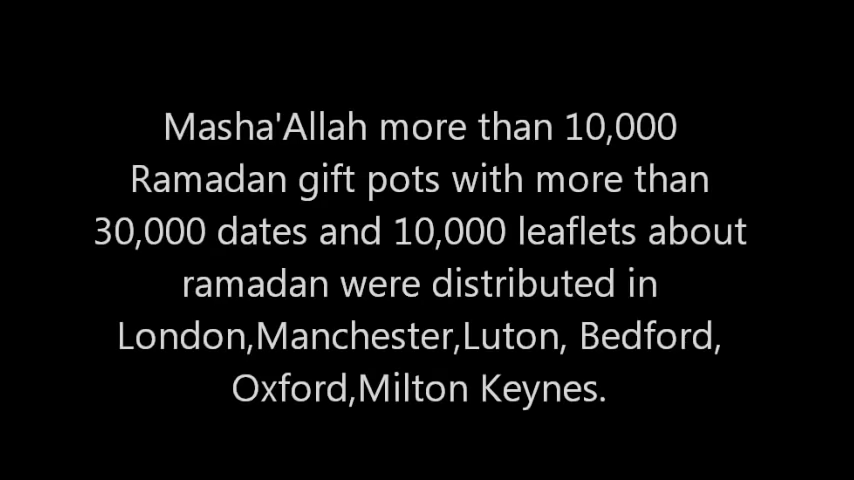 Masha'Allah more than 10,000
Ramadan gift pots with more than
30,000 dates and 10,000 leaflets about
ramadan were distributed in
London,Manchester,Luton, Bedford,
Oxford,Milton Keynes.